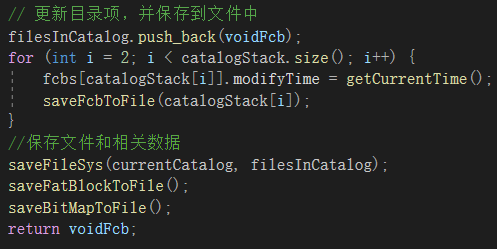 // 更新目录项，并保存到文件中
filesInCatalog.push_back(voidFcb);
for (int i = 2; i < catalogStack.size(); i++) {
fcbs[catalogStack[i]].modifyTime = getCurrentTime();
saveFcbToFile(catalogStack[i]);
}
//保存文件和相关数据
saveFileSys(currentCatalog, filesInCatalog);
saveFatBlockToFile();
saveBitMapToFile();
return voidFcb;